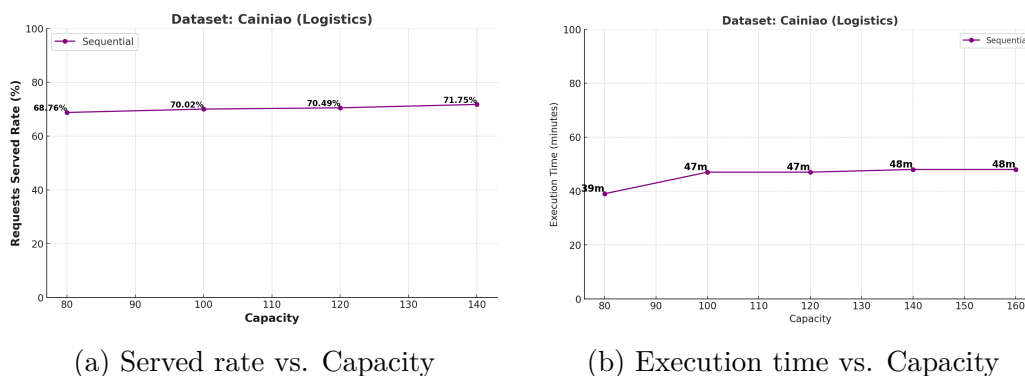 Dataset: Cainiao (Logistics)
100
80
60
40
20
0
Requests Served Rate (%)
Sequential
68.76%
70.02%
70.49%
71.75%
80 90 100 110 120 130 140
Capacity
(a) Served rate vs. Capacity
Dataset: Cainiao (Logistics)
100
80
60
40
20
0
Execution Time (minutes)
Sequential
39m
47m
47m
48m
48m
80 90 100 110 120 130 140 150 160
Capacity
(b) Execution time vs. Capacity